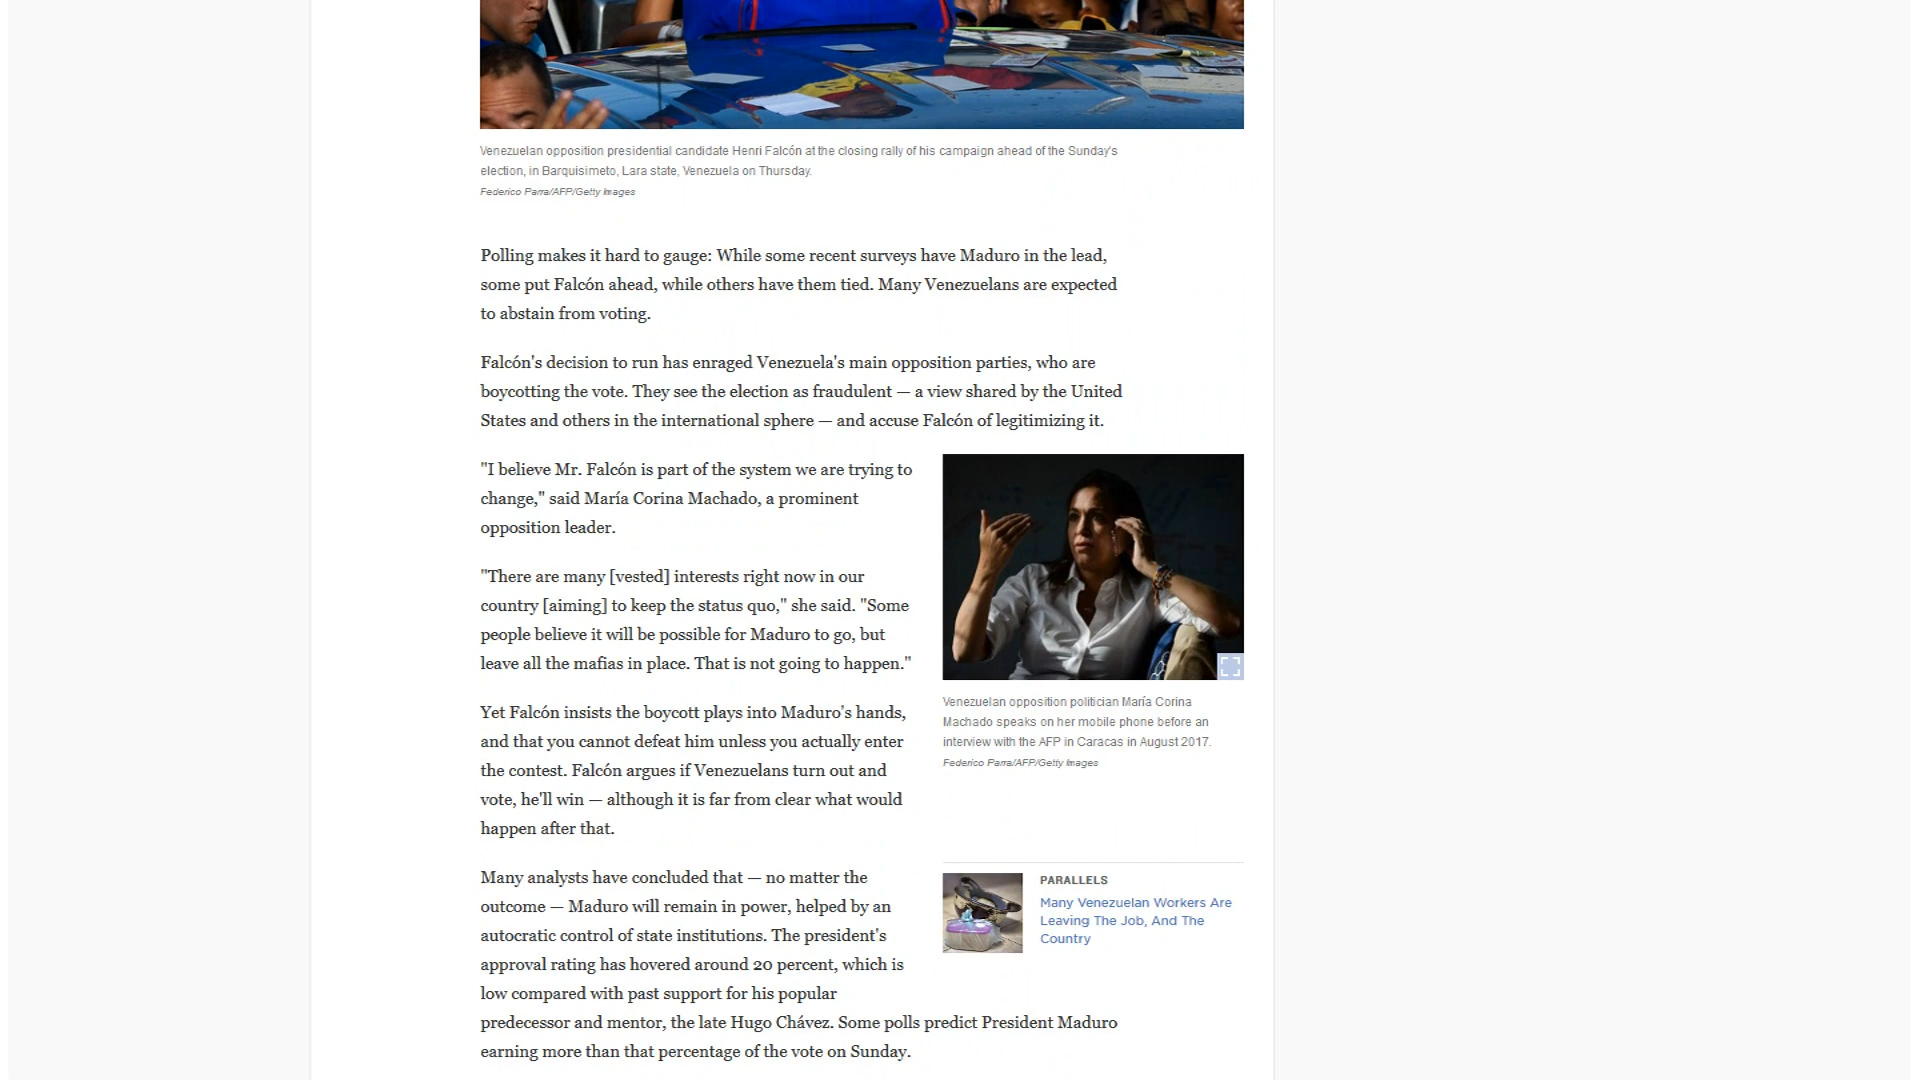 Venezuelan opposition presidential candidate Henri Falcón at the closing rally of his campaign ahead of the Sunday's
election, in Barquisimeto, Lara state, Venezuela on Thursday.
Federico Parra/AFP/Getty Images
Polling makes it hard to gauge: While some recent surveys have Maduro in the lead,
some put Falcón ahead, while others have them tied. Many Venezuelans are expected
to abstain from voting.
Falcón's decision to run has enraged Venezuela's main opposition parties, who are
boycotting the vote. They see the election as fraudulent — a view shared by the United
States and others in the international sphere — and accuse Falcón of legitimizing it.
"I believe Mr. Falcón is part of the system we are trying to
change," said María Corina Machado, a prominent
opposition leader.
"There are many [vested] interests right now in our
country [aiming] to keep the status quo," she said. "Some
people believe it will be possible for Maduro to go, but
leave all the mafias in place. That is not going to happen."
Venezuelan opposition politician María Corina
Machado speaks on her mobile phone before an
interview with the AFP in Caracas in August 2017.
Federico Parra/AFP/Getty Images
Yet Falcón insists the boycott plays into Maduro's hands,
and that you cannot defeat him unless you actually enter
the contest. Falcón argues if Venezuelans turn out and
vote, he'll win — although it is far from clear what would
happen after that.
PARALLELS
Many Venezuelan Workers Are
Leaving The Job, And The
Country
Many analysts have concluded that — no matter the
outcome — Maduro will remain in power, helped by an
autocratic control of state institutions. The president's
approval rating has hovered around 20 percent, which is
low compared with past support for his popular
predecessor and mentor, the late Hugo Chávez. Some polls predict President Maduro
earning more than that percentage of the vote on Sunday.